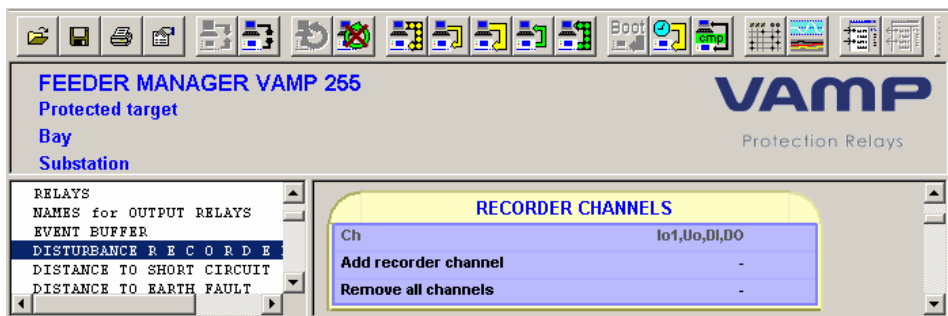 Boot
cmp
FEEDER MANAGER VAMP 255
Protected target
Bay
Substation
VAMP
Protection Relays
RELAYS
NAMES for OUTPUT RELAYS
EVENT BUFFER
DISTURBANCE R E C O R D E
DISTANCE TO SHORT CIRCUIT
DISTANCE TO EARTH FAULT
RECORDER CHANNELS
Ch Io1,Uo,DI,DO
Add recorder channel -
Remove all channels -